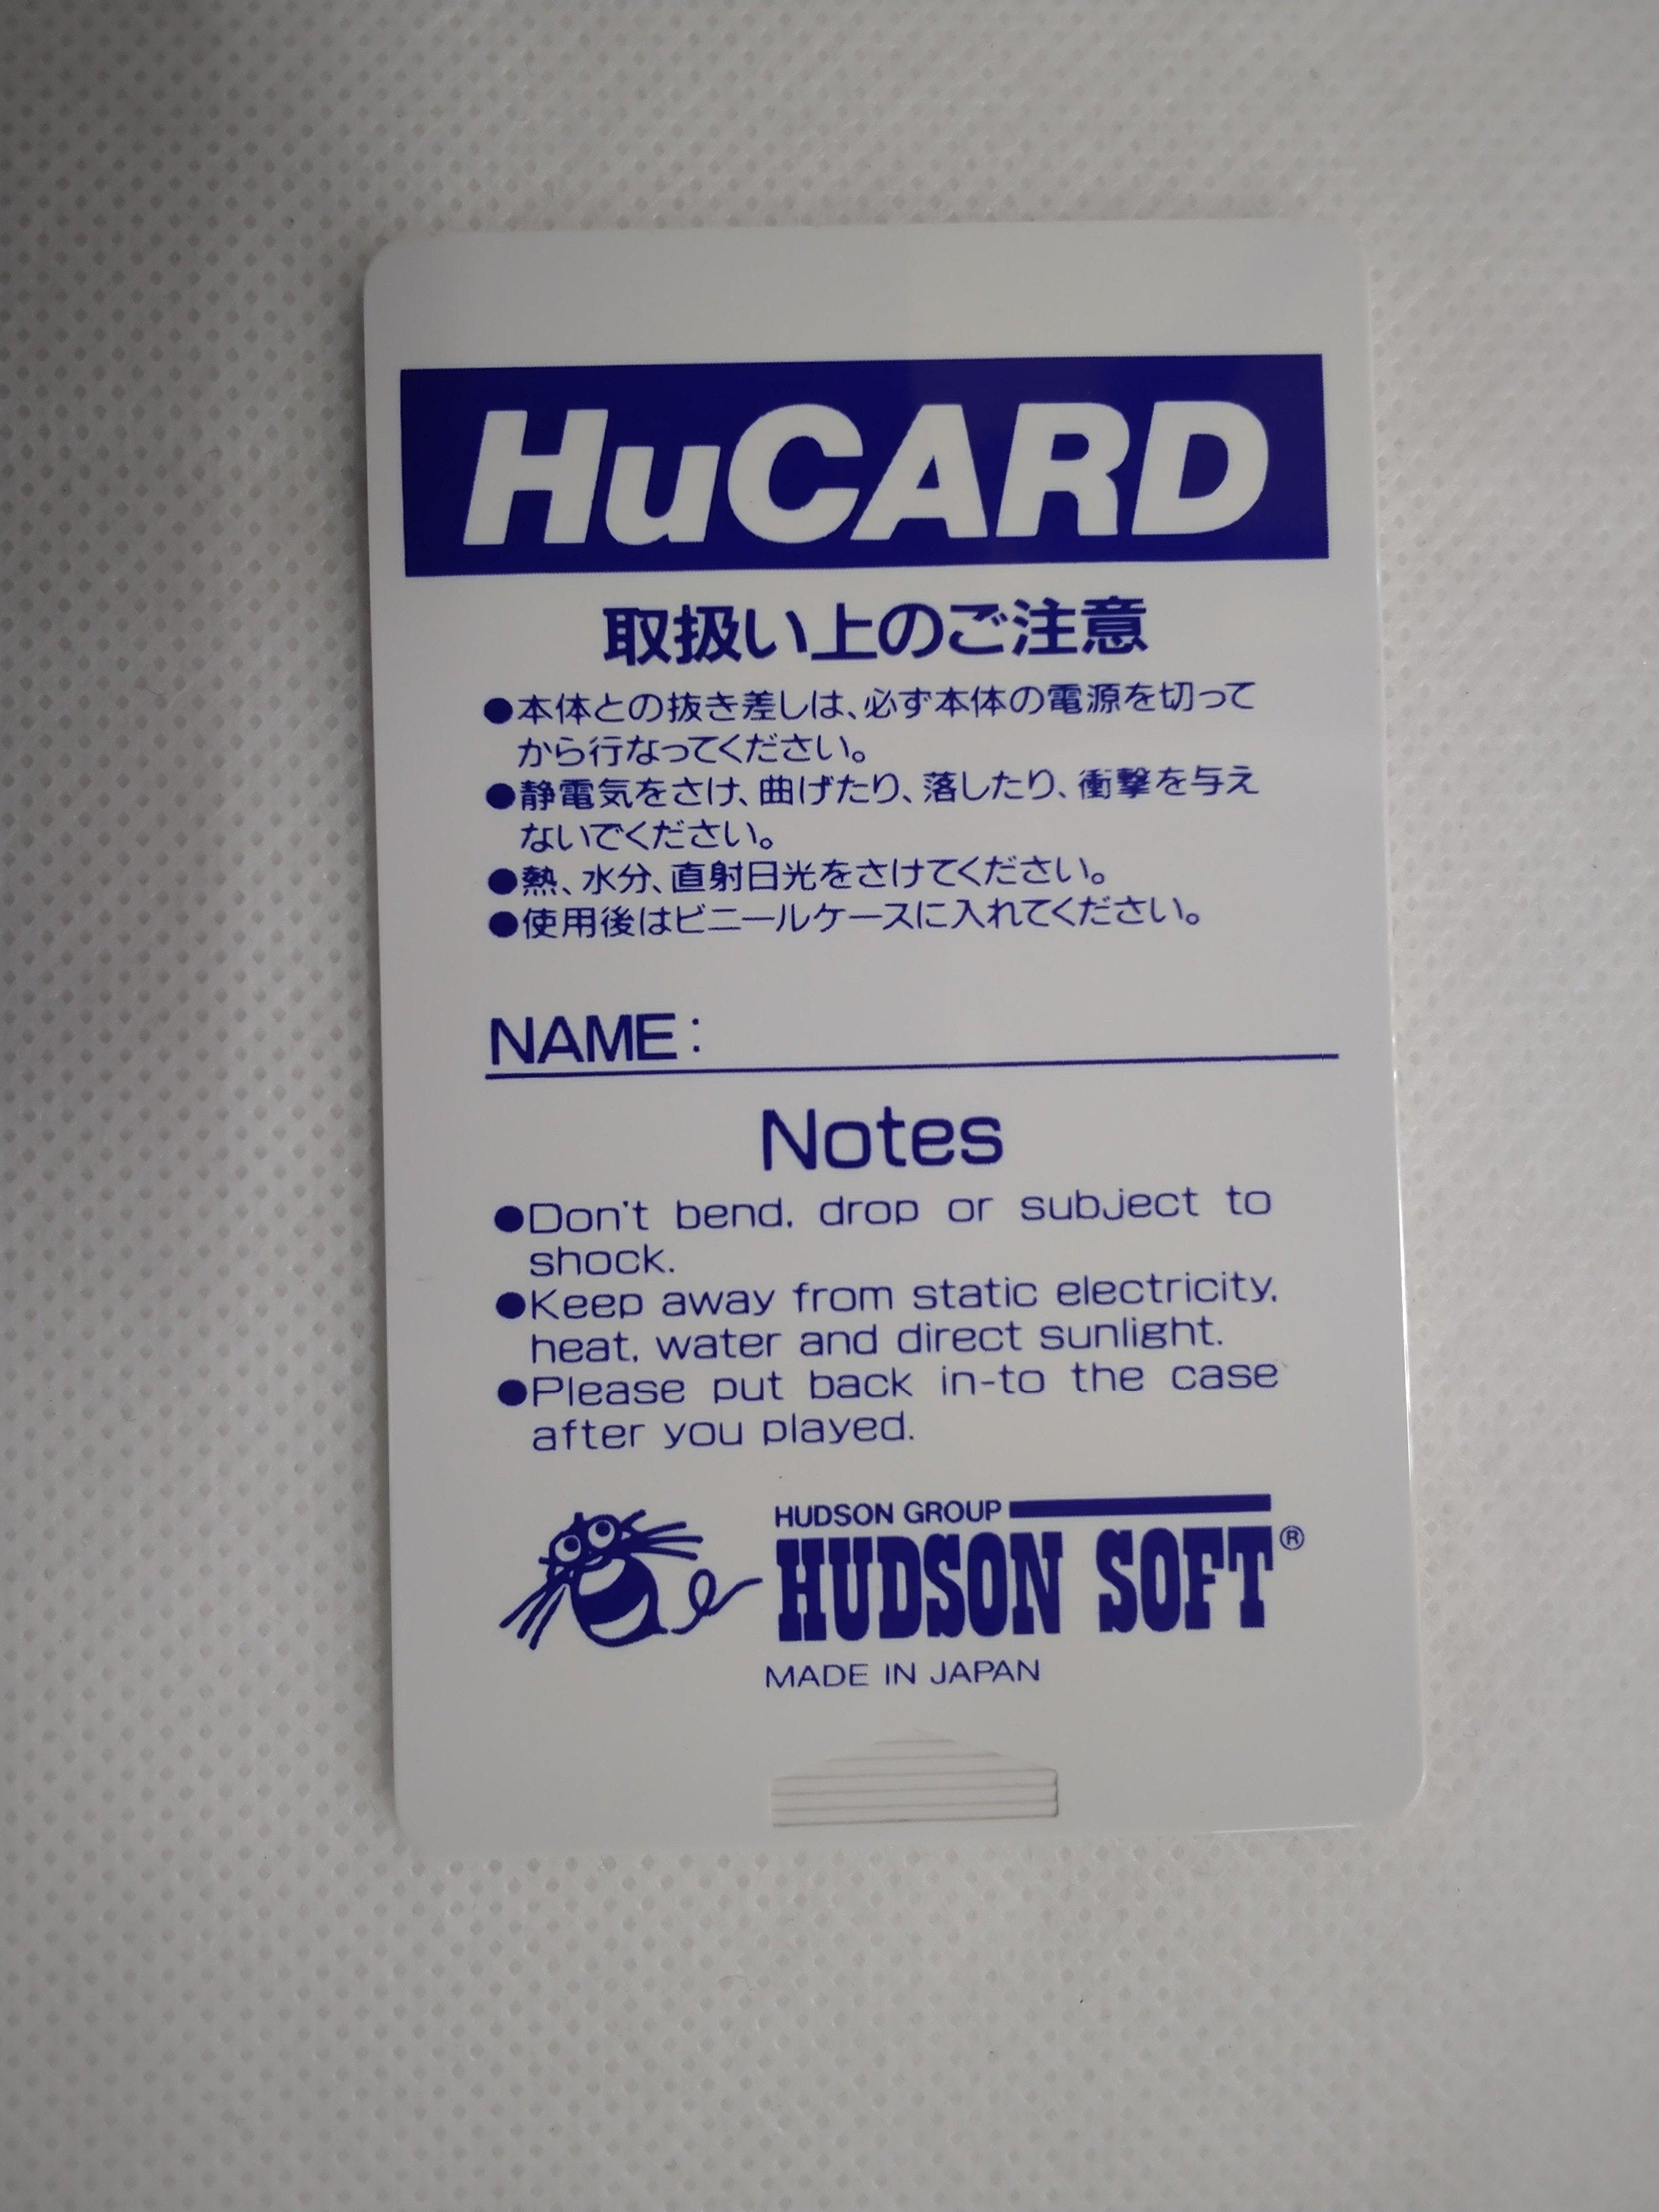 HuCARD
取扱い上のご注意
●本体との抜き差しは、必ず本体の電源を切って
から行なってください。
●静電気をさけ、曲げたり、落したり、衝撃を与え
ないでください。
●熱、水分、直射日光をさけてください。
●使用後はビニールケースに入れてください。
NAME:
Notes
●Don't bend, drop or subject to
shock.
●Keep away from static electricity,
heat, water and direct sunlight.
●Please put back in-to the case
after you played.
HUDSON GROUP
HUDSON SOFT®
MADE IN JAPAN